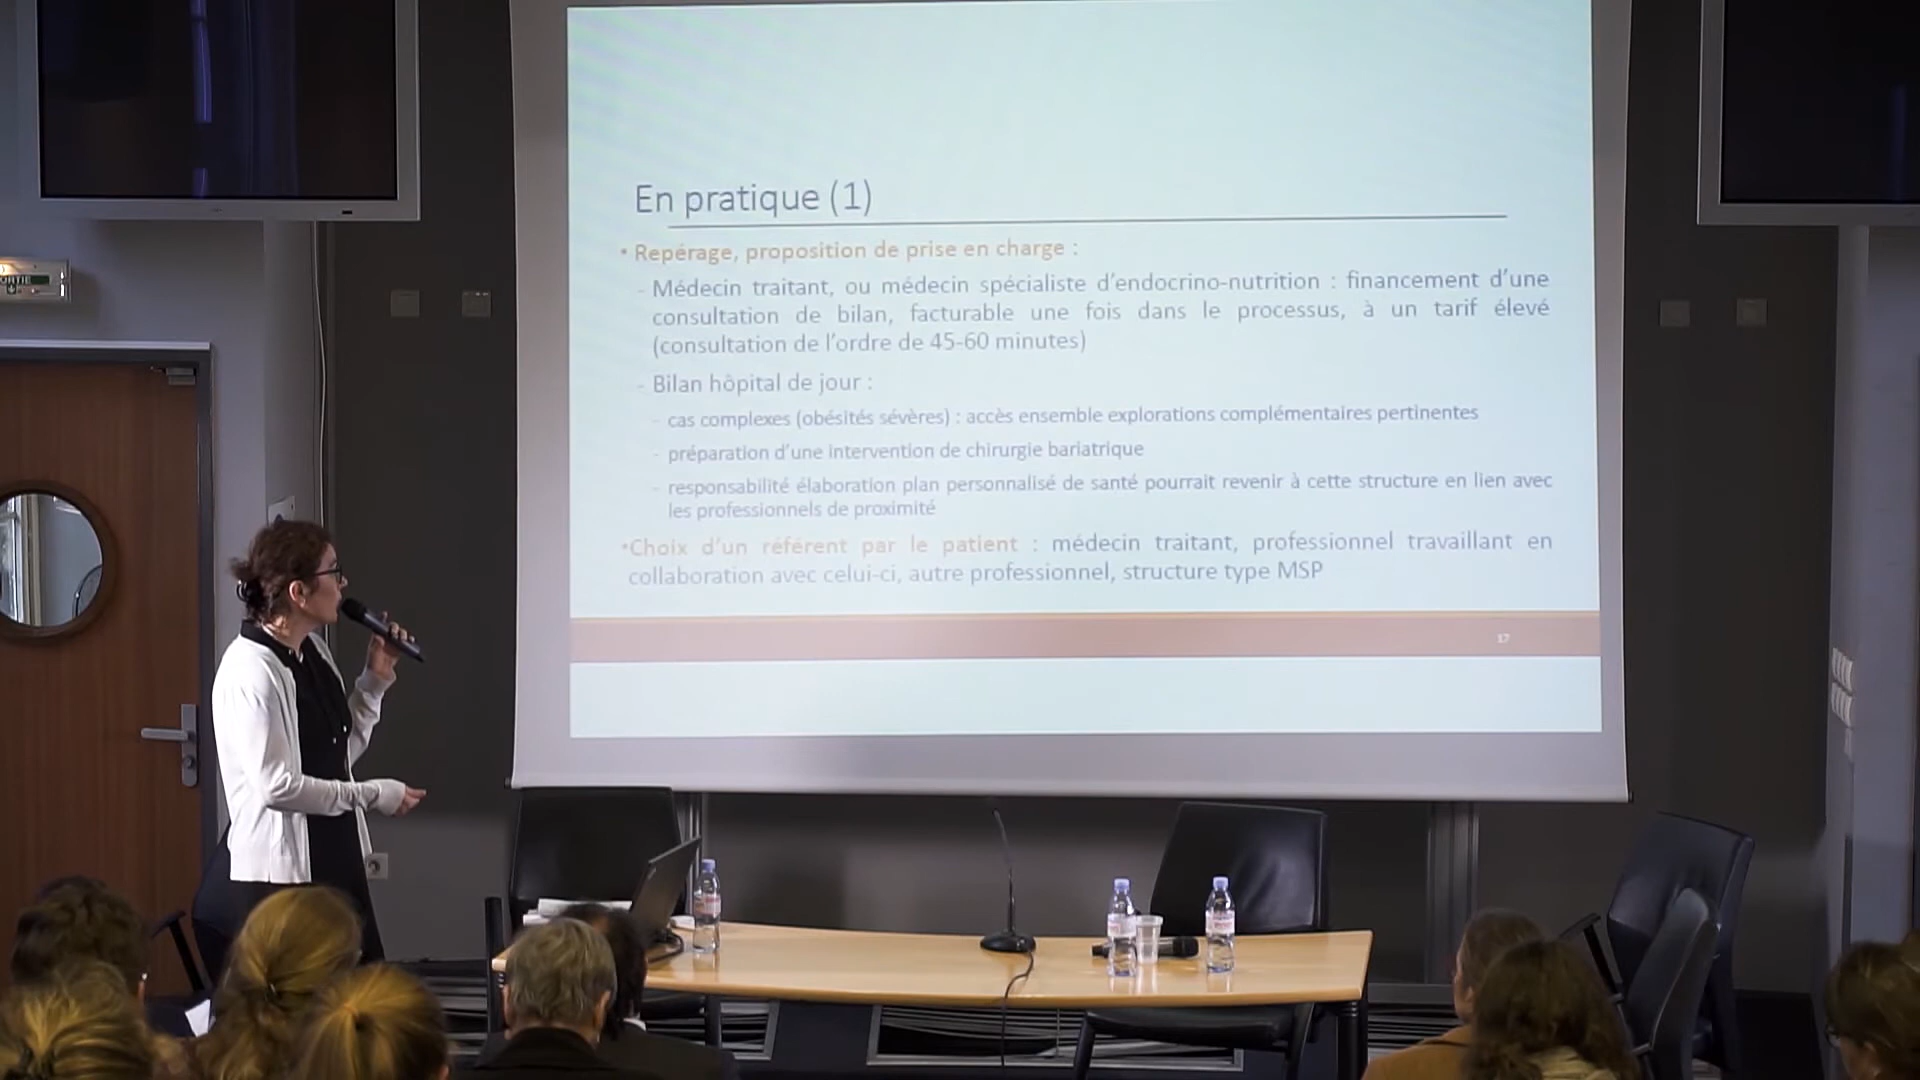 En pratique (1)
• Repérage, proposition de prise en charge :
- Médecin traitant, ou médecin spécialiste d'endocrino-nutrition : financement d'une
consultation de bilan, facturable une fois dans le processus, à un tarif élevé
(consultation de l'ordre de 45-60 minutes)
- Bilan hôpital de jour :
- cas complexes (obésités sévères) : accès ensemble explorations complémentaires pertinentes
- préparation d'une intervention de chirurgie bariatrique
- responsabilité élaboration plan personnalisé de santé pourrait revenir à cette structure en lien avec
les professionnels de proximité
•Choix d'un référent par le patient : médecin traitant, professionnel travaillant en
collaboration avec celui-ci, autre professionnel, structure type MSP
17